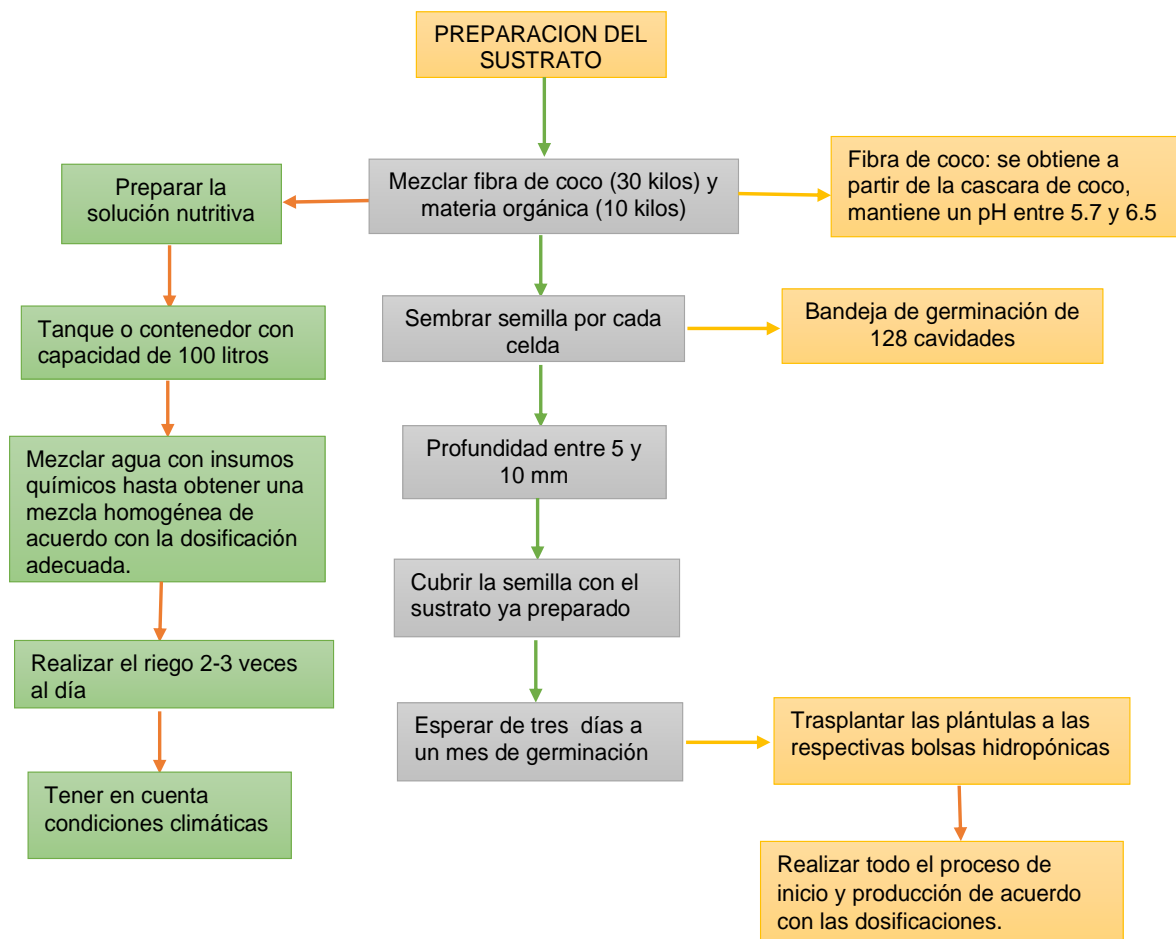 PREPARACION DEL
SUSTRATO
Mezclar fibra de coco (30 kilos) y
materia orgánica (10 kilos)
Fibra de coco: se obtiene a
partir de la cascara de coco,
mantiene un pH entre 5.7 y 6.5
Preparar la
solución nutritiva
Tanque o contenedor con
capacidad de 100 litros
Mezclar agua con insumos
químicos hasta obtener una
mezcla homogénea de
acuerdo con la dosificación
adecuada.
Realizar el riego 2-3 veces
al día
Tener en cuenta
condiciones climáticas
Sembrar semilla por cada
celda
Bandeja de germinación de
128 cavidades
Profundidad entre 5 y
10 mm
Cubrir la semilla con el
sustrato ya preparado
Esperar de tres días a
un mes de germinación
Trasplantar las plántulas a las
respectivas bolsas hidropónicas
Realizar todo el proceso de
inicio y producción de acuerdo
con las dosificaciones.